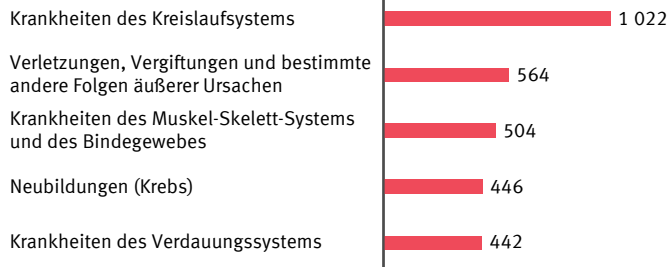 Krankheiten des Kreislaufsystems 1 022
Verletzungen, Vergiftungen und bestimmte
andere Folgen äußerer Ursachen 564
Krankheiten des Muskel-Skelett-Systems
und des Bindegewebes 504
Neubildungen (Krebs) 446
Krankheiten des Verdauungssystems 442